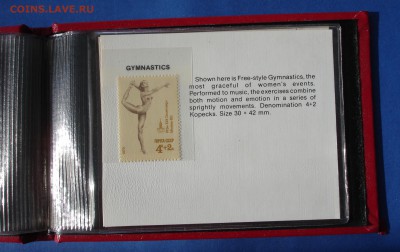 coins.lave.ru
GYMNASTICS
Shown here is Free-style Gymnastics, the
most graceful of women's events.
Performed to music, the exercises combine
both motion and emotion in a series of
sprightly movements. Denomination 4+2
Kopecks. Size 30 × 42 mm.